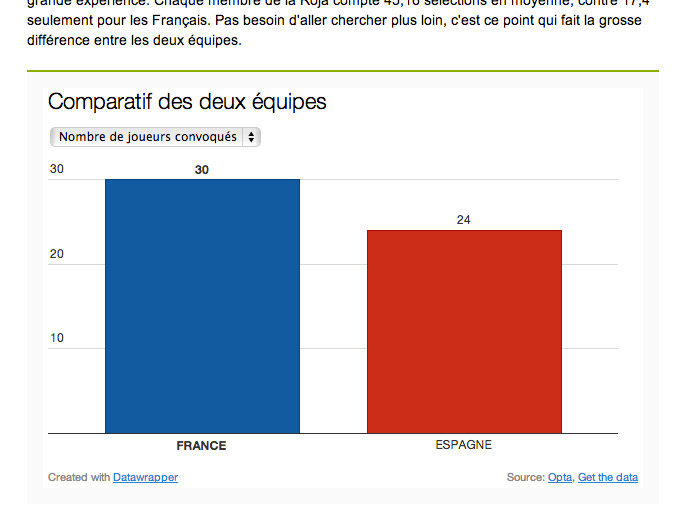 grande expérience. Chaque membre de la Roja compte 45,16 sélections en moyenne, contre 17,4
seulement pour les Français. Pas besoin d'aller chercher plus loin, c'est ce point qui fait la grosse
différence entre les deux équipes.
Comparatif des deux équipes
Nombre de joueurs convoqués
30
30
24
20
10
FRANCE
ESPAGNE
Created with Datawrapper
Source: Opta, Get the data